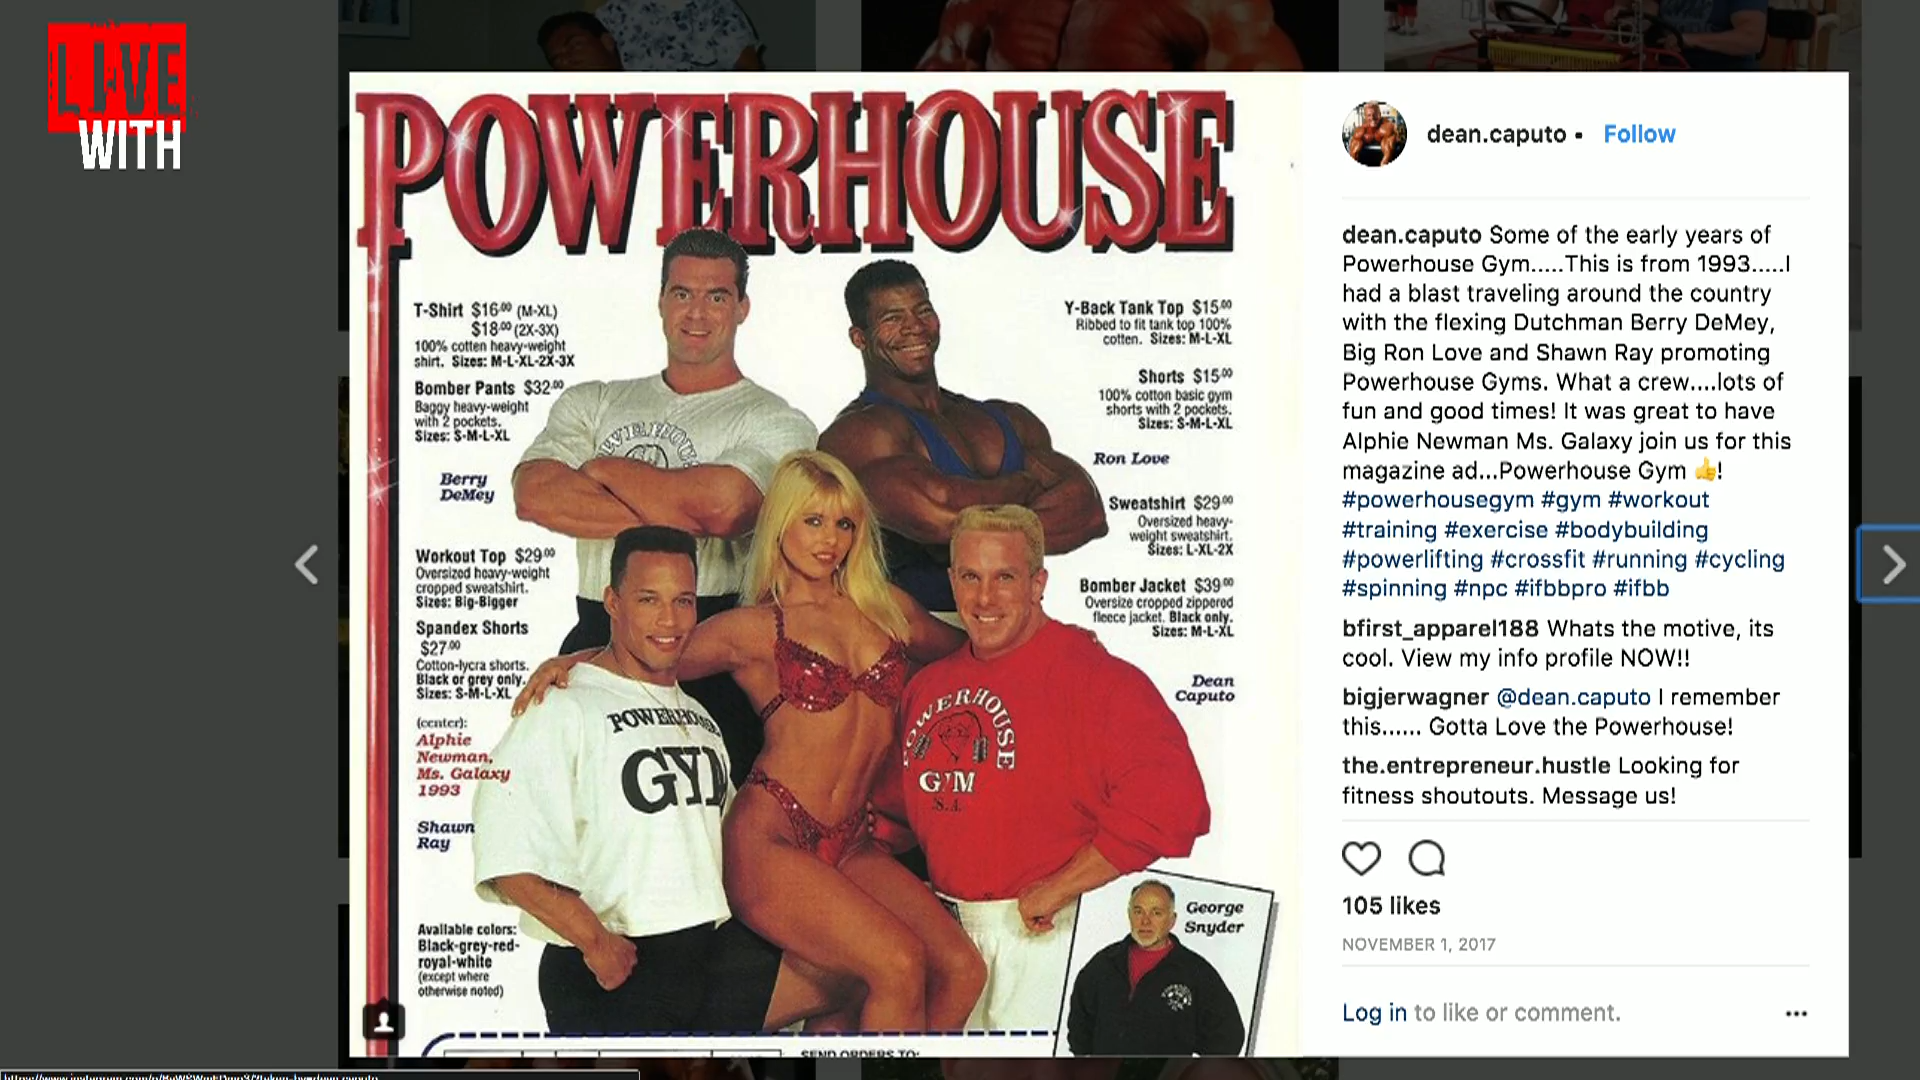 LIVE
WITH
POWERHOUSE
T-Shirt $16.00 (M-XL)
$18.00 (2X-3X)
100% cotten heavy-weight
shirt. Sizes: M-L-XL-2X-3X
Bomber Pants $32.00
Baggy heavy-weight
with 2 pockets.
Sizes: S-M-L-XL
Berry
DeMey
Workout Top $29.00
Oversized heavy-weight
cropped sweatshirt.
Sizes: Big-Bigger
Spandex Shorts
$27.00
Cotton-lycra shorts.
Black or grey only.
Sizes: S-M-L-XL
(center):
Alphie
Newman,
Ms. Galaxy
1993
Shawn
Ray
Available colors:
Black-grey-red-
royal-white
(except where
otherwise noted)
Y-Back Tank Top $15.00
Ribbed to fit tank top 100%
cotten. Sizes: M-L-XL
Shorts $15.00
100% cotton basic gym
shorts with 2 pockets.
Sizes: S-M-L-XL
Ron Love
Sweatshirt $29.00
Oversized heavy-
weight sweatshirt.
Sizes: L-XL-2X
Bomber Jacket $39.00
Oversize cropped zippered
fleece jacket. Black only.
Sizes: M-L-XL
Dean
Caputo
George
Snyder
POWERHOUSE
GYM
POWERHOUSE
GYM
U.S.A.
SEND ORDERS TO:
dean.caputo • Follow
dean.caputo Some of the early years of
Powerhouse Gym.....This is from 1993.....I
had a blast traveling around the country
with the flexing Dutchman Berry DeMey,
Big Ron Love and Shawn Ray promoting
Powerhouse Gyms. What a crew....lots of
fun and good times! It was great to have
Alphie Newman Ms. Galaxy join us for this
magazine ad...Powerhouse Gym 👍!
#powerhousegym #gym #workout
#training #exercise #bodybuilding
#powerlifting #crossfit #running #cycling
#spinning #npc #ifbbpro #ifbb
bfirst_apparel188 Whats the motive, its
cool. View my info profile NOW!!
bigjerwagner @dean.caputo I remember
this...... Gotta Love the Powerhouse!
the.entrepreneur.hustle Looking for
fitness shoutouts. Message us!
105 likes
NOVEMBER 1, 2017
Log in to like or comment.